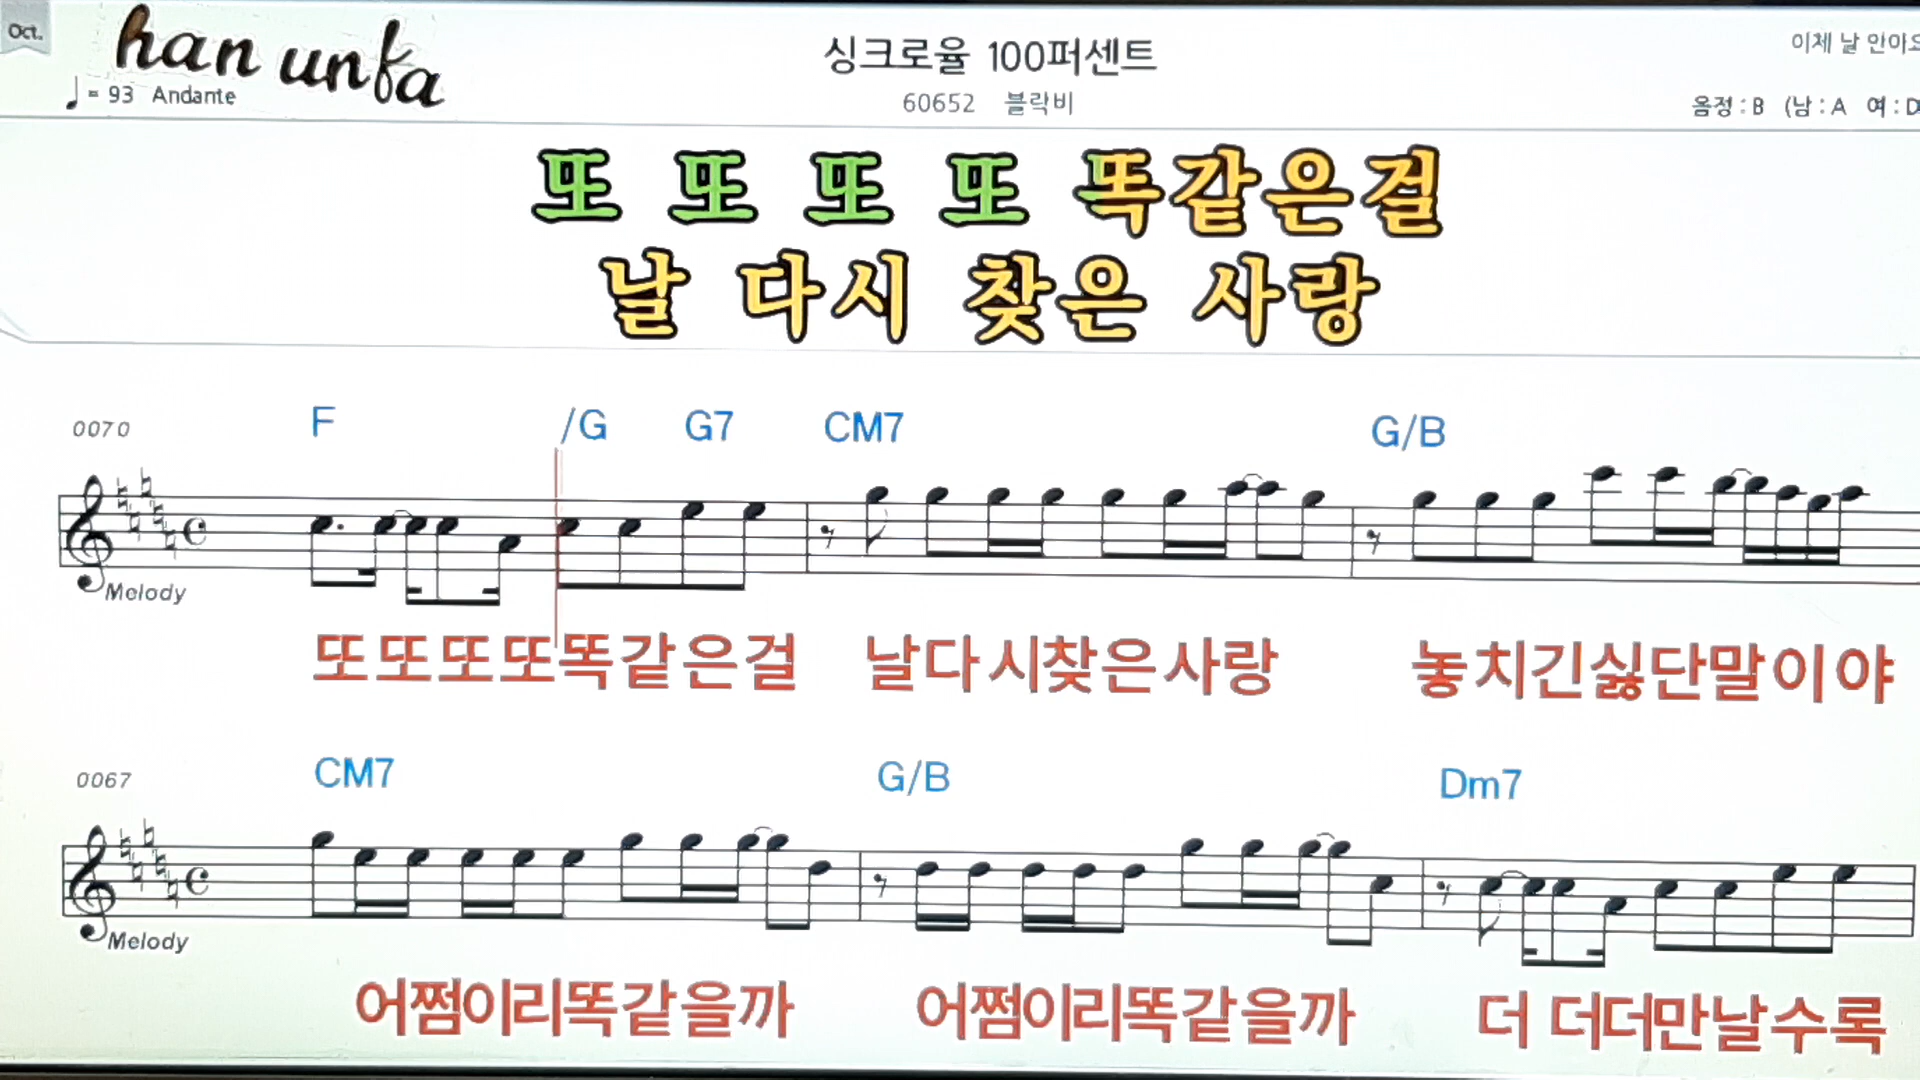 Oct.
han unfa
싱크로율 100퍼센트
이체 날 안아요
♩= 93 Andante
60652 블락비
음정 : B (남 : A 여 : D
또 또 또 또 똑같은걸
날 다시 찾은 사랑
0070
F /G G7 CM7 G/B
Melody
또또또또똑같은걸 날다시찾은사랑 놓치긴싫단말이야
0067
CM7 G/B Dm7
Melody
어쩜이리똑같을까 어쩜이리똑같을까 더 더더만날수록